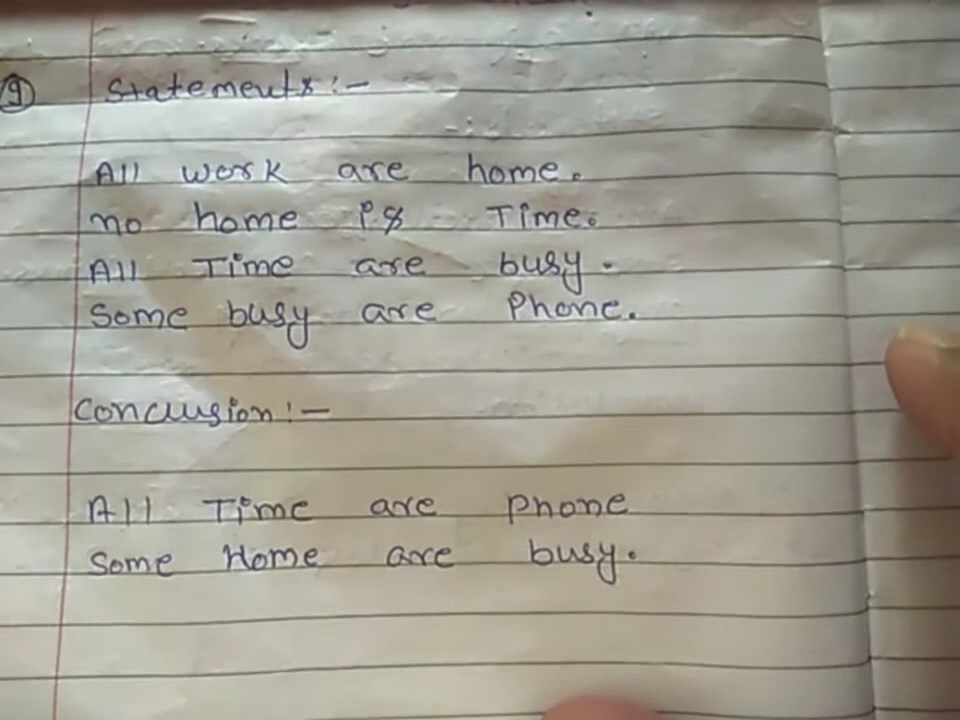 9 Statements:-
All work are home.
no home is Time.
All Time are busy.
Some busy are Phone.
Conclusion:-
All Time are phone
Some Home are busy.